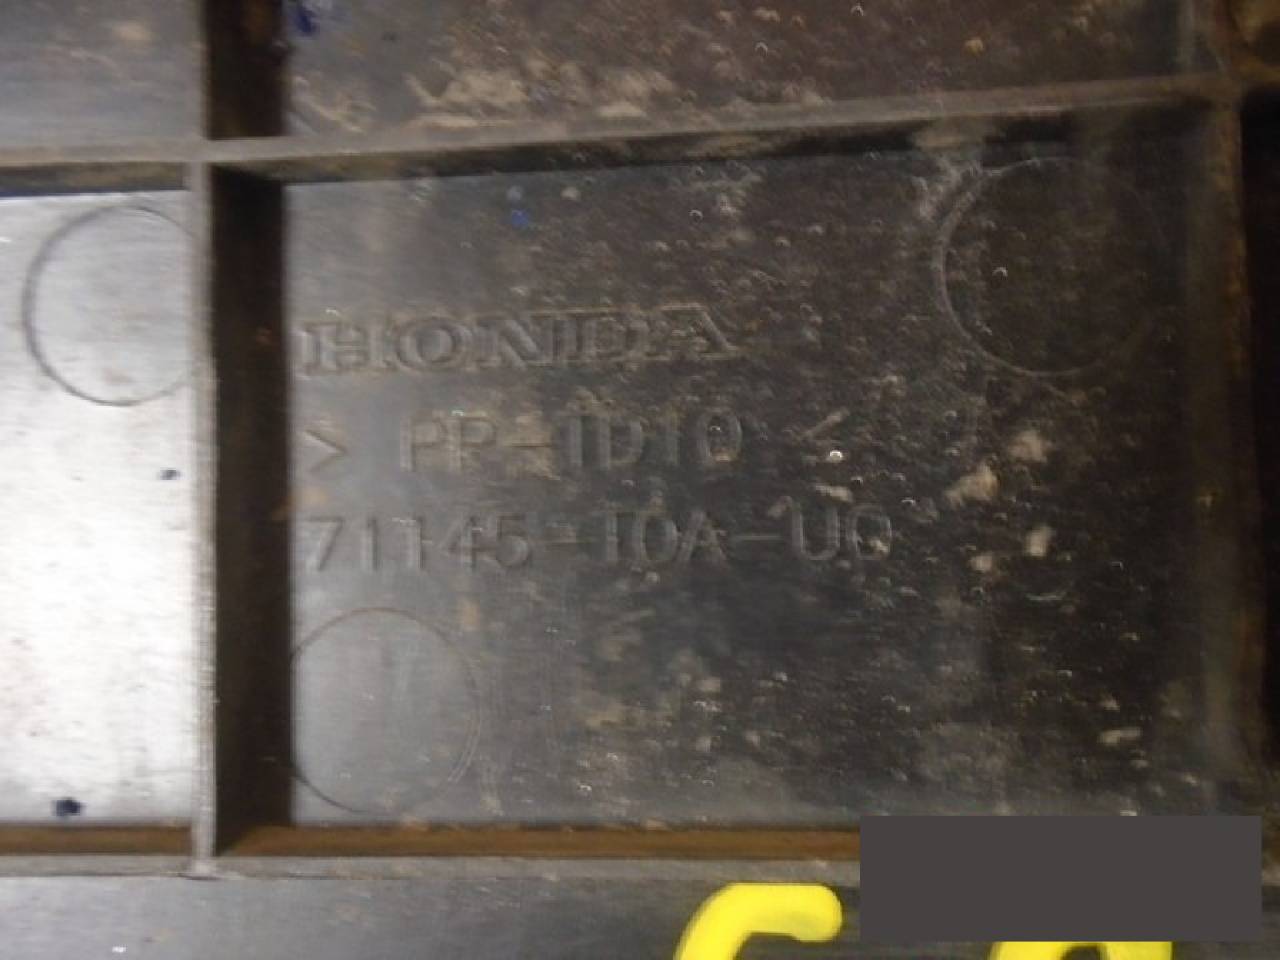 HONDA
> PP-TD10 <
71145-T0A-U0